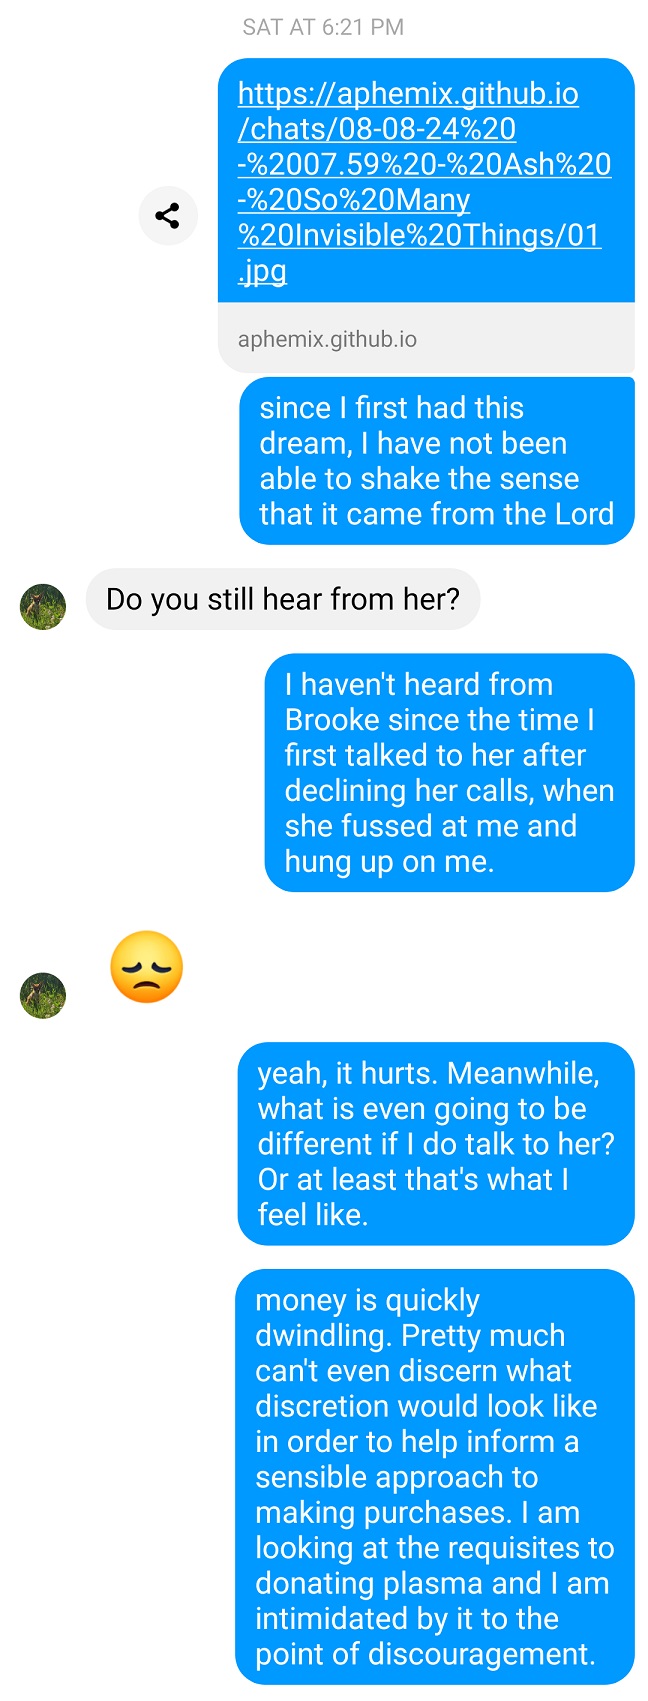 SAT AT 6:21 PM
https://aphemix.github.io
/chats/08-08-24%20
-%2007.59%20-%20Ash%20
-%20So%20Many
%20Invisible%20Things/01
.jpg
aphemix.github.io
since I first had this
dream, I have not been
able to shake the sense
that it came from the Lord
Do you still hear from her?
I haven't heard from
Brooke since the time I
first talked to her after
declining her calls, when
she fussed at me and
hung up on me.
yeah, it hurts. Meanwhile,
what is even going to be
different if I do talk to her?
Or at least that's what I
feel like.
money is quickly
dwindling. Pretty much
can't even discern what
discretion would look like
in order to help inform a
sensible approach to
making purchases. I am
looking at the requisites to
donating plasma and I am
intimidated by it to the
point of discouragement.